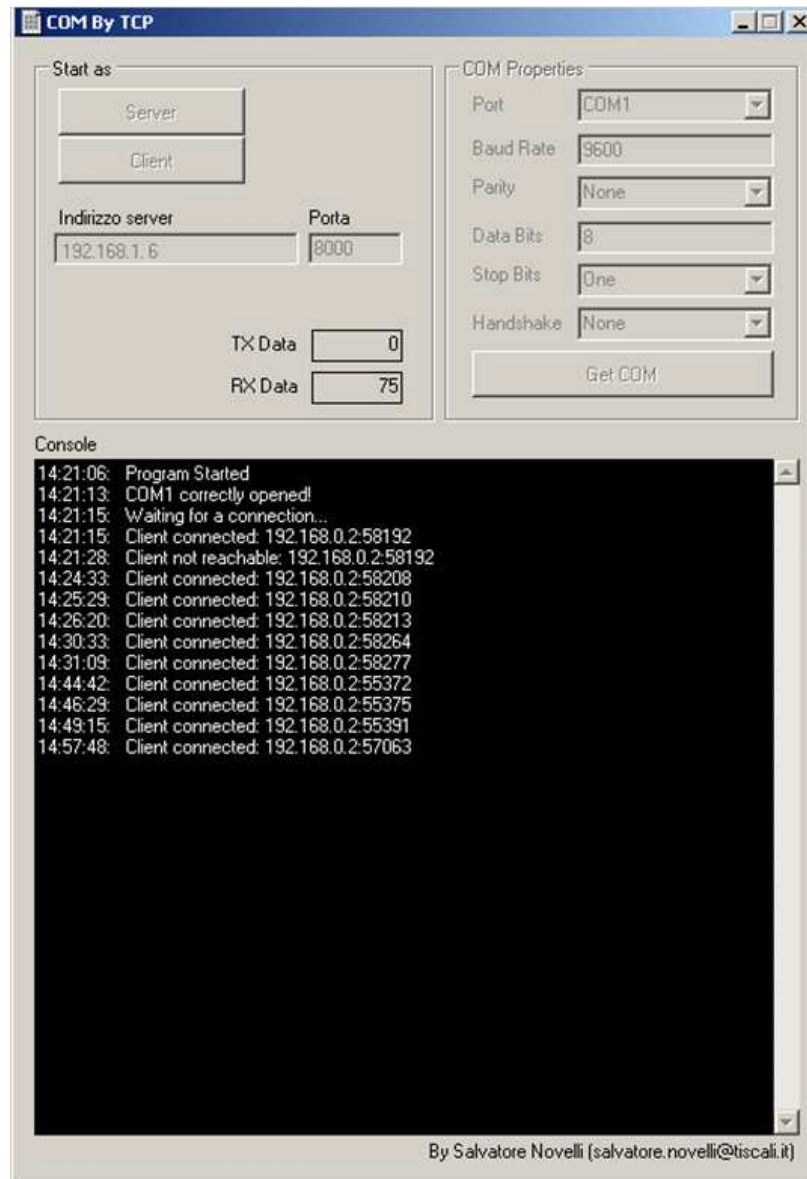 COM By TCP
Start as
Server
Client
Indirizzo server Porta
192.168.1. 6 8000
TX Data 0
RX Data 75
COM Properties
Port COM1
Baud Rate 9600
Parity None
Data Bits 8
Stop Bits One
Handshake None
Get COM
Console
14:21:06: Program Started
14:21:13: COM1 correctly opened!
14:21:15: Waiting for a connection...
14:21:15: Client connected: 192.168.0.2:58192
14:21:28: Client not reachable: 192.168.0.2:58192
14:24:33: Client connected: 192.168.0.2:58208
14:25:29: Client connected: 192.168.0.2:58210
14:26:20: Client connected: 192.168.0.2:58213
14:30:33: Client connected: 192.168.0.2:58264
14:31:09: Client connected: 192.168.0.2:58277
14:44:42: Client connected: 192.168.0.2:55372
14:46:29: Client connected: 192.168.0.2:55375
14:49:15: Client connected: 192.168.0.2:55391
14:57:48: Client connected: 192.168.0.2:57063
By Salvatore Novelli (salvatore.novelli@tiscali.it)